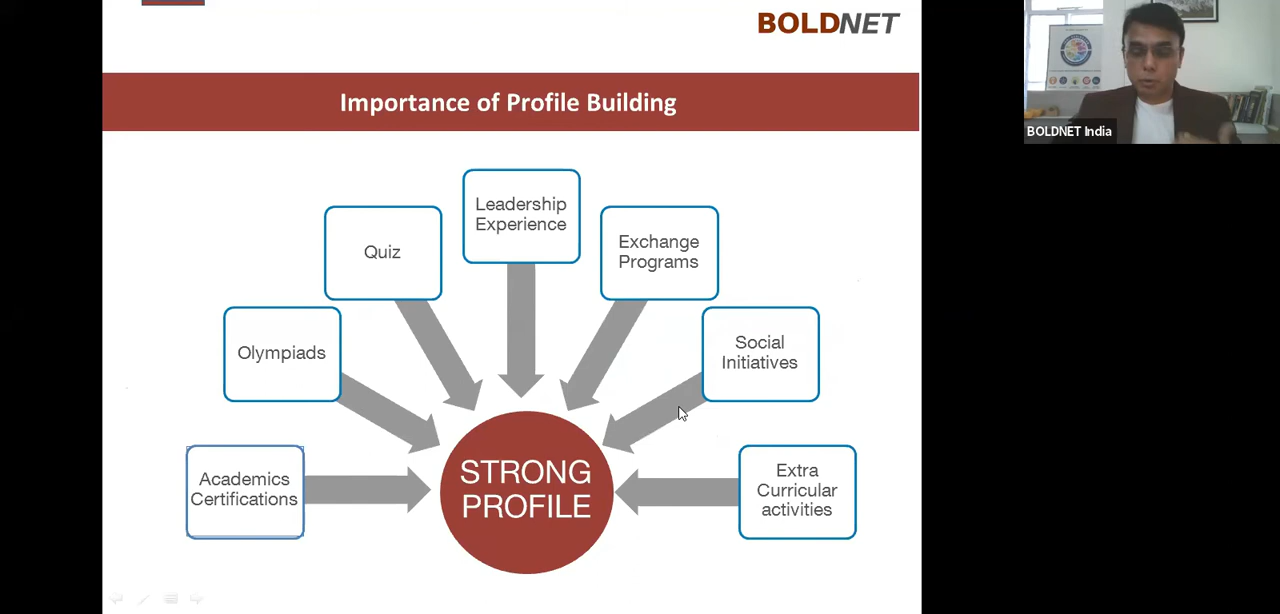 BOLDNET
Importance of Profile Building
Leadership
Experience
Quiz
Exchange
Programs
Olympiads
Social
Initiatives
Academics
Certifications
STRONG
PROFILE
Extra
Curricular
activities
BOLDNET India